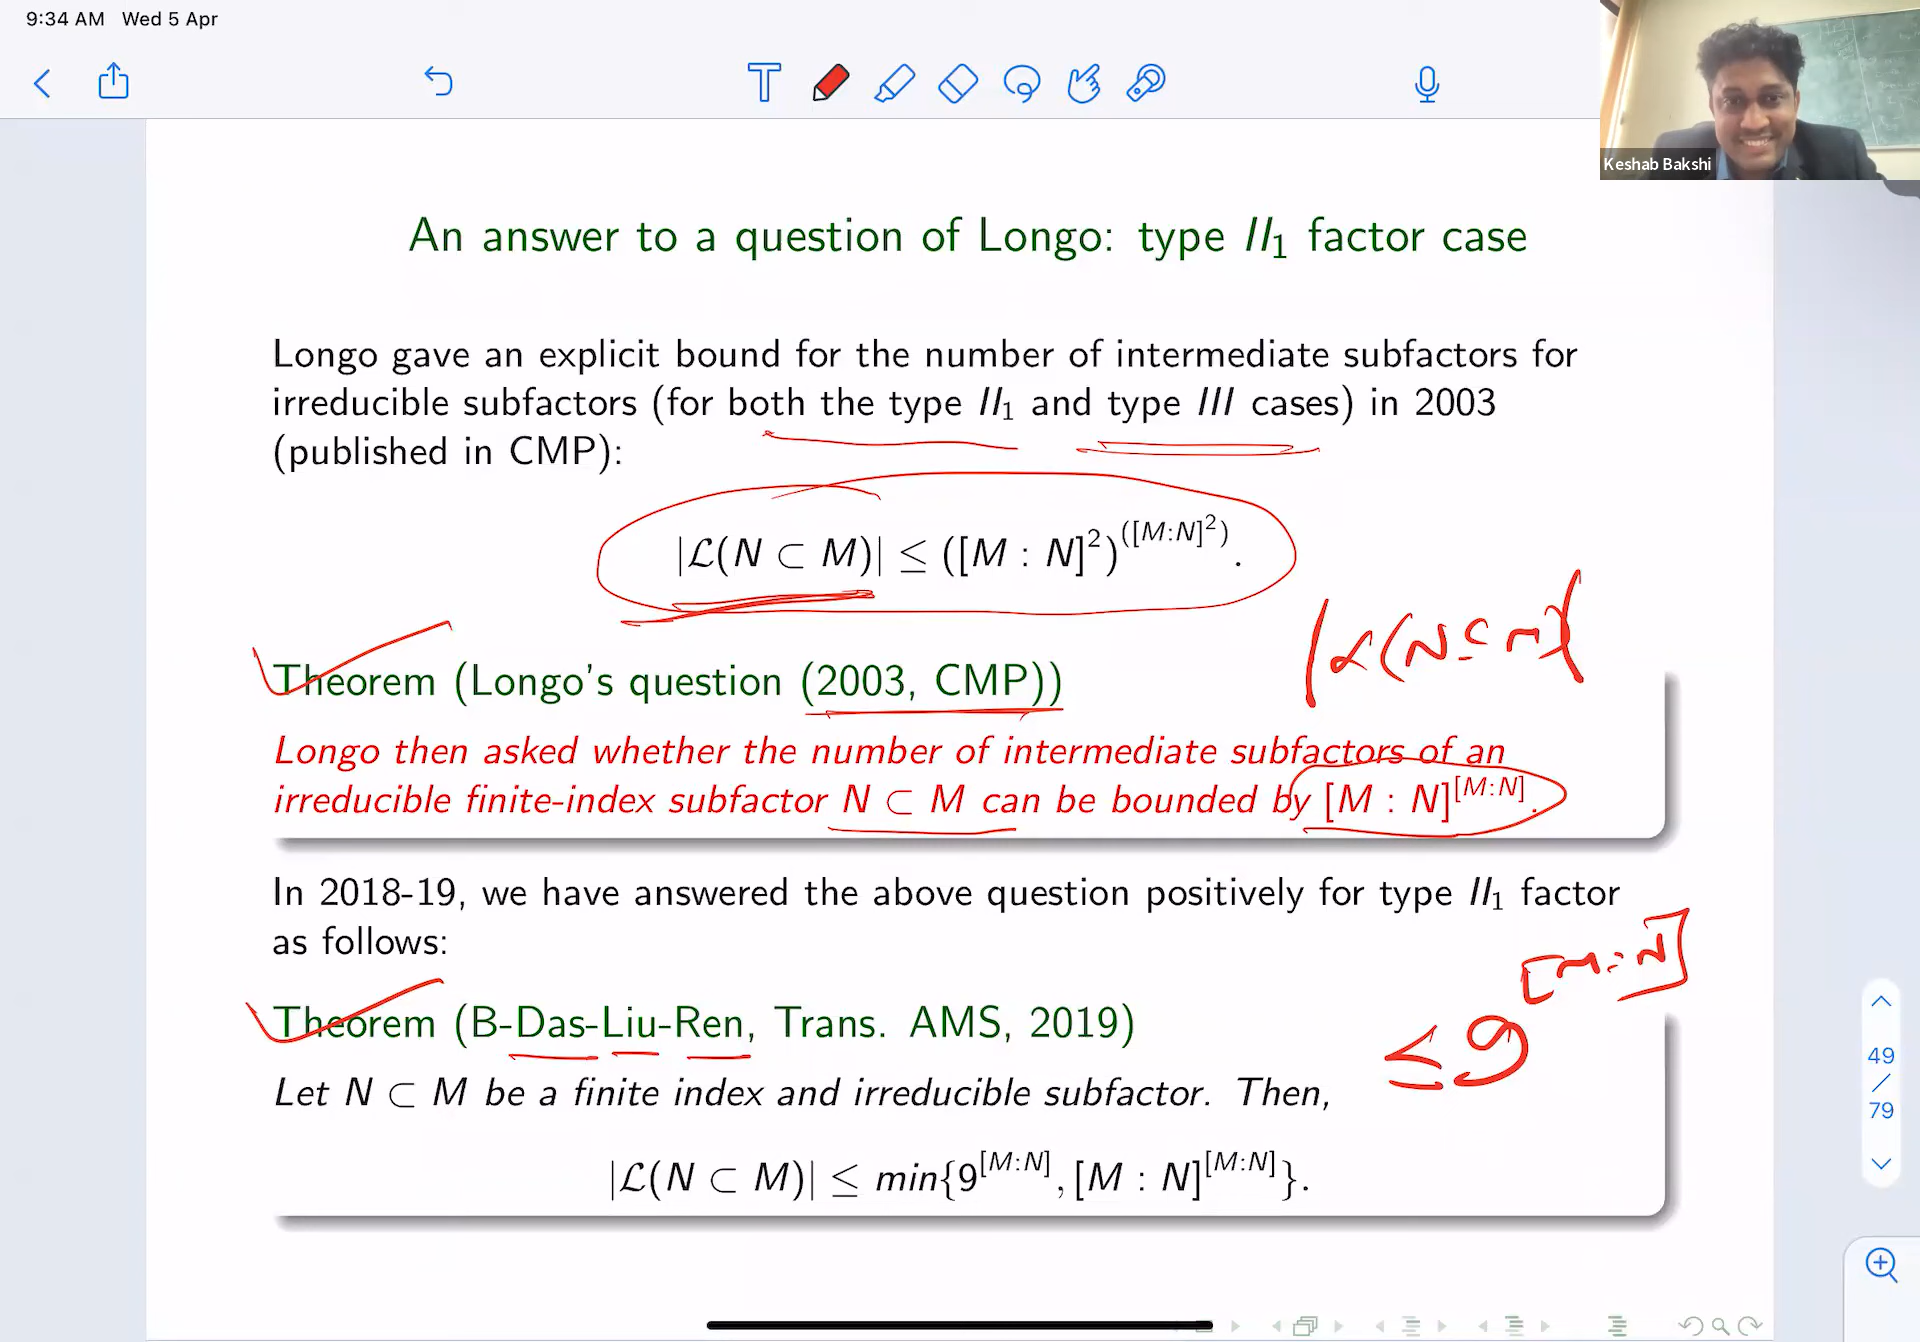 9:34 AM Wed 5 Apr
Keshab Bakshi
An answer to a question of Longo: type II₁ factor case
Longo gave an explicit bound for the number of intermediate subfactors for
irreducible subfactors (for both the type II₁ and type III cases) in 2003
(published in CMP):
|ℒ(N ⊂ M)| ≤ ([M : N]²)^([M:N]²).
|ℒ(N ⊆ M)|
Theorem (Longo's question (2003, CMP))
Longo then asked whether the number of intermediate subfactors of an
irreducible finite-index subfactor N ⊂ M can be bounded by [M : N]^[M:N].
In 2018-19, we have answered the above question positively for type II₁ factor
as follows:
≤ 9^[M:N]
Theorem (B-Das-Liu-Ren, Trans. AMS, 2019)
Let N ⊂ M be a finite index and irreducible subfactor. Then,
|ℒ(N ⊂ M)| ≤ min{9^[M:N], [M : N]^[M:N]}.
49
/
79